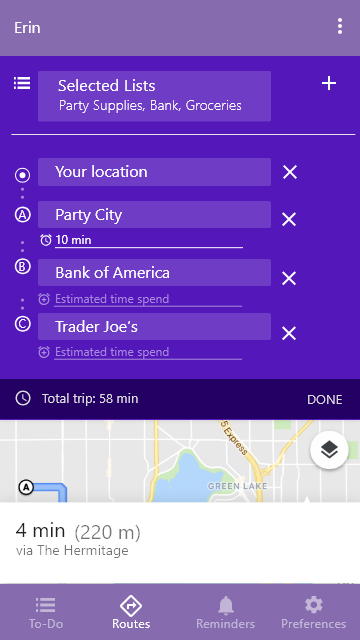 Erin
Selected Lists
Party Supplies, Bank, Groceries
Your location
A Party City
10 min
B Bank of America
Estimated time spend
C Trader Joe's
Estimated time spend
Total trip: 58 min DONE
5 Express
GREEN LAKE
A
4 min (220 m)
via The Hermitage
To-Do Routes Reminders Preferences